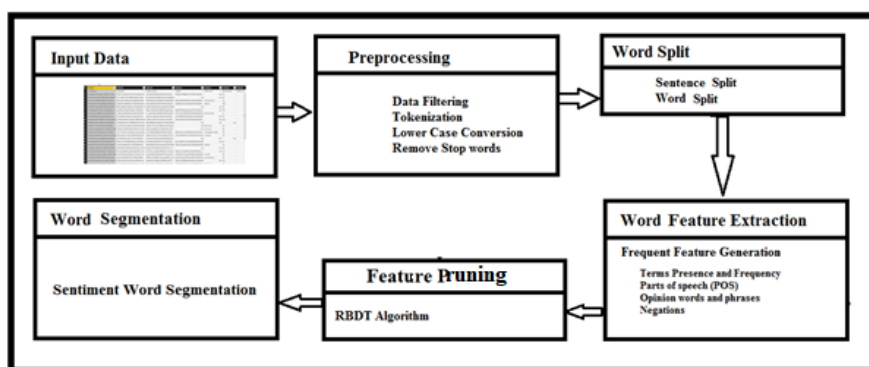 Input Data
Preprocessing
Data Filtering
Tokenization
Lower Case Conversion
Remove Stop words
Word Split
Sentence Split
Word Split
Word Feature Extraction
Frequent Feature Generation
Terms Presence and Frequency
Parts of speech (POS)
Opinion words and phrases
Negations
Feature Pruning
RBDT Algorithm
Word Segmentation
Sentiment Word Segmentation